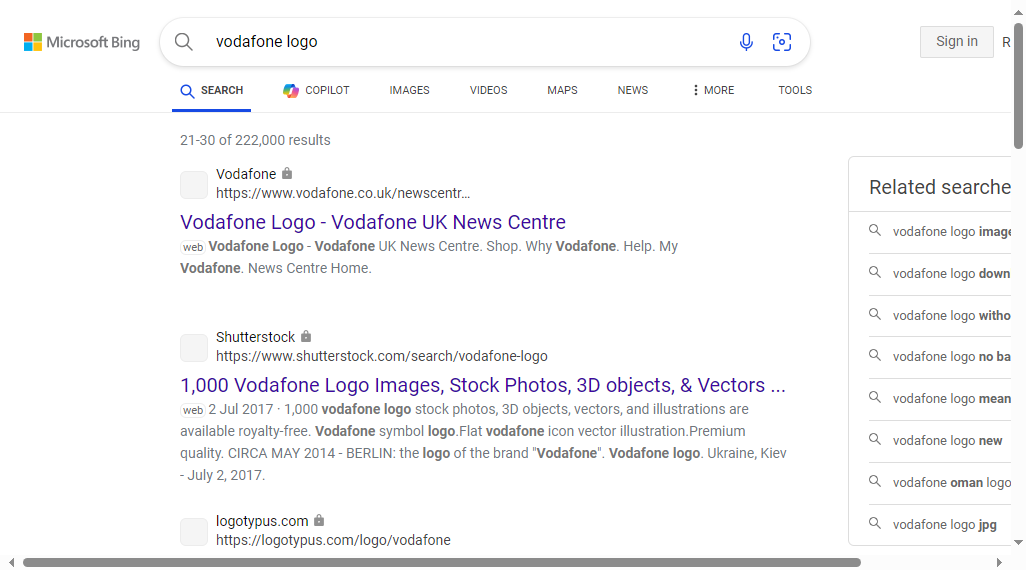 Microsoft Bing
vodafone logo
Sign in
R
SEARCH
COPILOT
IMAGES
VIDEOS
MAPS
NEWS
MORE
TOOLS
21-30 of 222,000 results
Vodafone
https://www.vodafone.co.uk/newscentr...
Vodafone Logo - Vodafone UK News Centre
web Vodafone Logo - Vodafone UK News Centre. Shop. Why Vodafone. Help. My
Vodafone. News Centre Home.
Shutterstock
https://www.shutterstock.com/search/vodafone-logo
1,000 Vodafone Logo Images, Stock Photos, 3D objects, & Vectors ...
web 2 Jul 2017 · 1,000 vodafone logo stock photos, 3D objects, vectors, and illustrations are
available royalty-free. Vodafone symbol logo.Flat vodafone icon vector illustration.Premium
quality. CIRCA MAY 2014 - BERLIN: the logo of the brand "Vodafone". Vodafone logo. Ukraine, Kiev
- July 2, 2017.
logotypus.com
https://logotypus.com/logo/vodafone
Related searche
vodafone logo image
vodafone logo down
vodafone logo witho
vodafone logo no ba
vodafone logo mean
vodafone logo new
vodafone oman logo
vodafone logo jpg